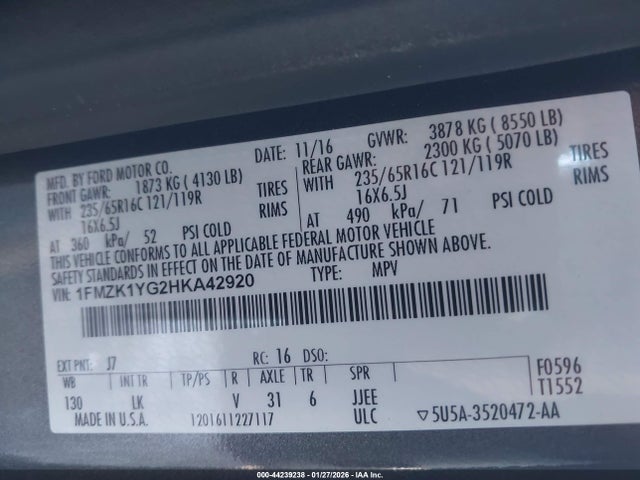 MFD. BY FORD MOTOR CO.
DATE: 11/16 GVWR: 3878 KG ( 8550 LB)
FRONT GAWR: 1873 KG ( 4130 LB)
REAR GAWR: 2300 KG ( 5070 LB)
WITH 235/65R16C 121/119R TIRES
WITH 235/65R16C 121/119R TIRES
16X6.5J RIMS
16X6.5J RIMS
AT 360 kPa/ 52 PSI COLD
AT 490 kPa/ 71 PSI COLD
THIS VEHICLE CONFORMS TO ALL APPLICABLE FEDERAL MOTOR VEHICLE
SAFETY STANDARDS IN EFFECT ON THE DATE OF MANUFACTURE SHOWN ABOVE.
VIN: 1FMZK1YG2HKA42920 TYPE: MPV
EXT PNT: J7 RC: 16 DSO:
F0596
T1552
WB INT TR TP/PS R AXLE TR SPR
130 LK V 31 6 JJEE
MADE IN U.S.A. 1201611227117 ULC ▽5U5A-3520472-AA
000-44239238 - 01/27/2026 - IAA Inc.